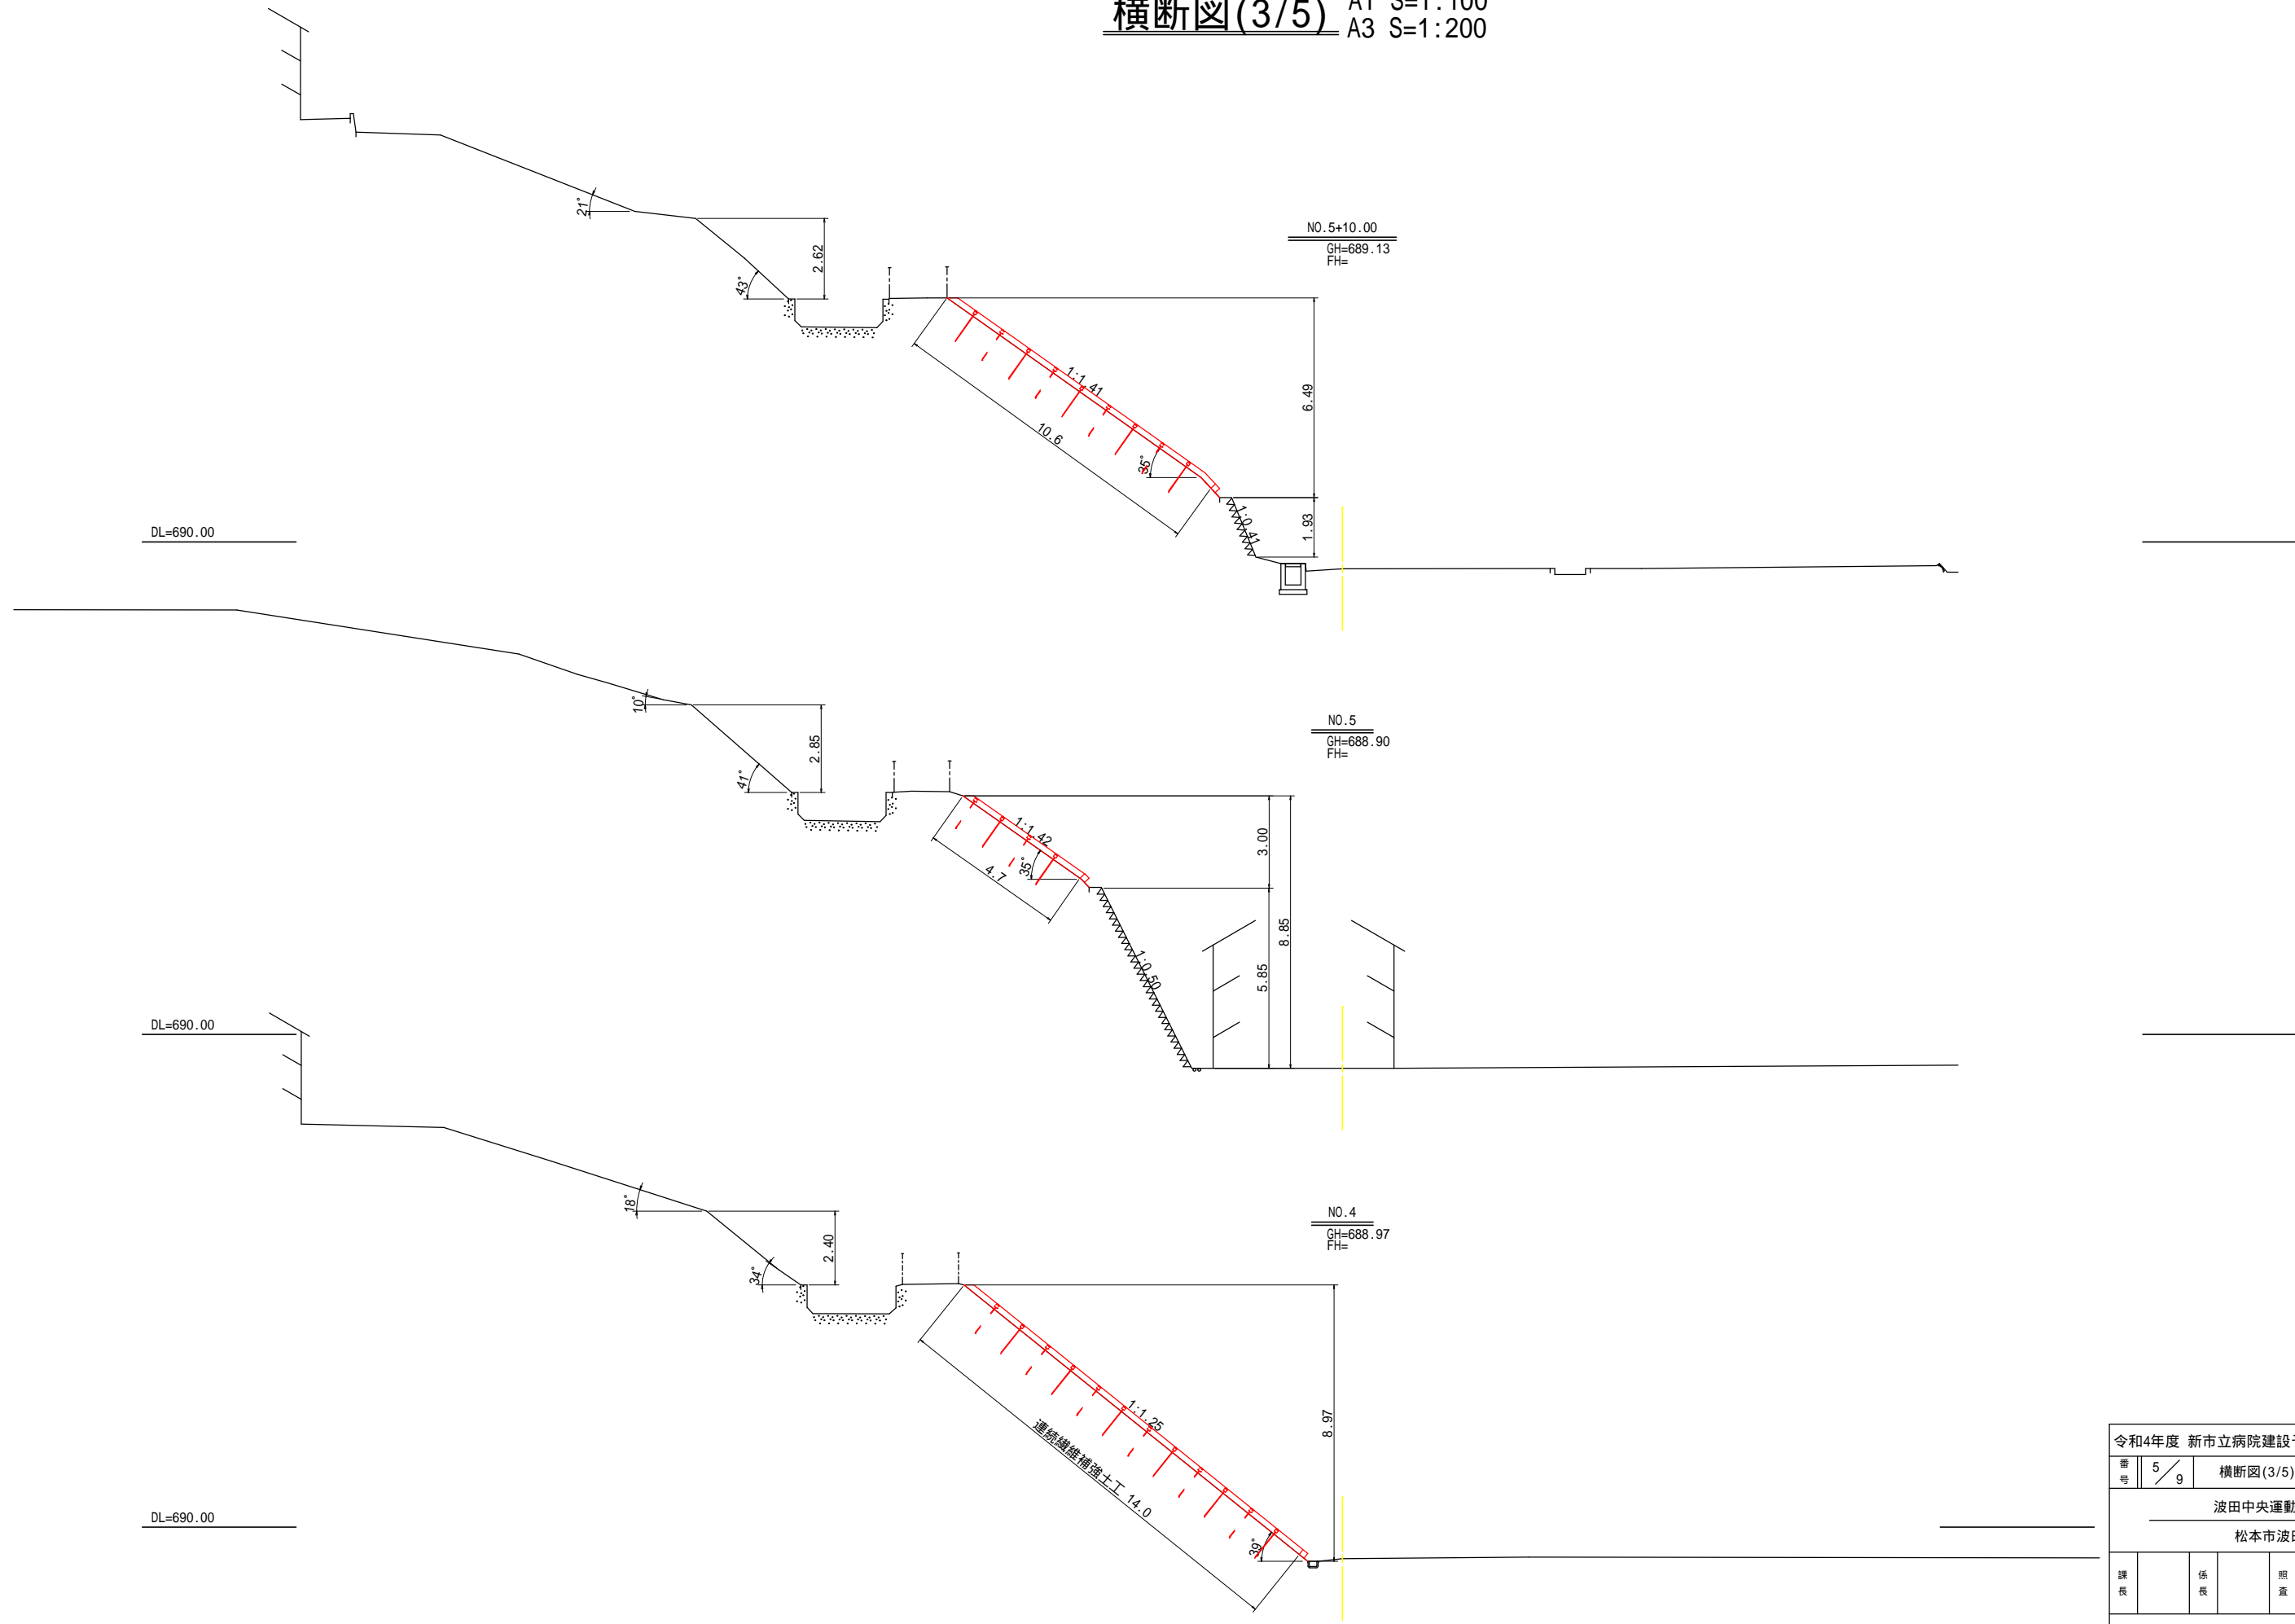 横断図(3/5)
A1 S=1:100
A3 S=1:200
21°
43°
2.62
NO.5+10.00
GH=689.13
FH=
1:1.41
10.6
35°
6.49
1:0.41
1.93
DL=690.00
10°
41°
2.85
NO.5
GH=688.90
FH=
1:1.42
4.7
35°
3.00
8.85
1:0.50
5.85
DL=690.00
18°
34°
2.40
NO.4
GH=688.97
FH=
1:1.25
連続繊維補強土工 14.0
39°
8.97
DL=690.00
令和4年度 新市立病院建設
番号 5/9 横断図(3/5)
波田中央運動
松本市波田
課長 係長 照査